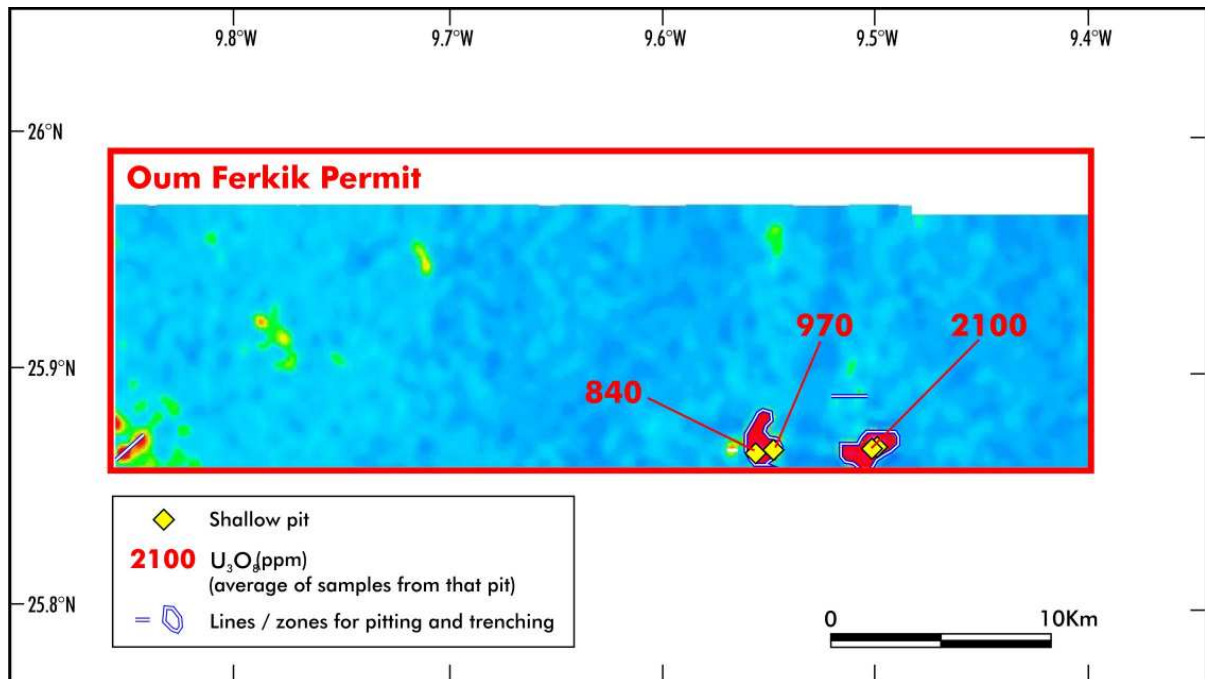 9.8°W 9.7°W 9.6°W 9.5°W 9.4°W
26°N
Oum Ferkik Permit
970 2100
25.9°N
840
Shallow pit
2100 U₃O₈(ppm)
(average of samples from that pit)
25.8°N
Lines / zones for pitting and trenching
0 10Km